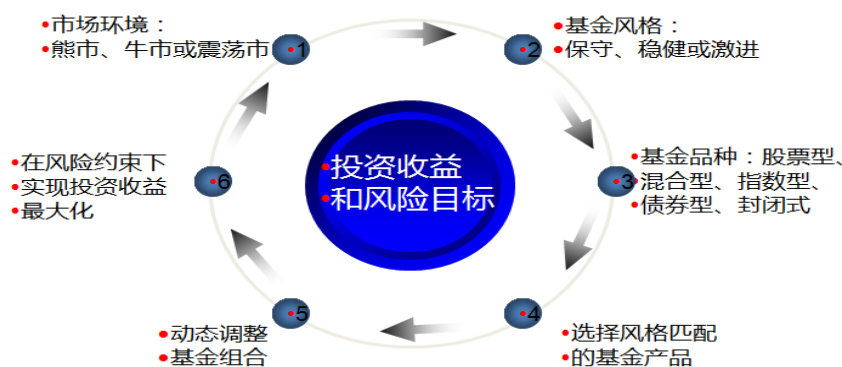 市场环境：
熊市、牛市或震荡市
1
2
基金风格：
保守、稳健或激进
3
基金品种：股票型、
混合型、指数型、
债券型、封闭式
4
选择风格匹配
的基金产品
5
动态调整
基金组合
6
在风险约束下
实现投资收益
最大化
投资收益
和风险目标